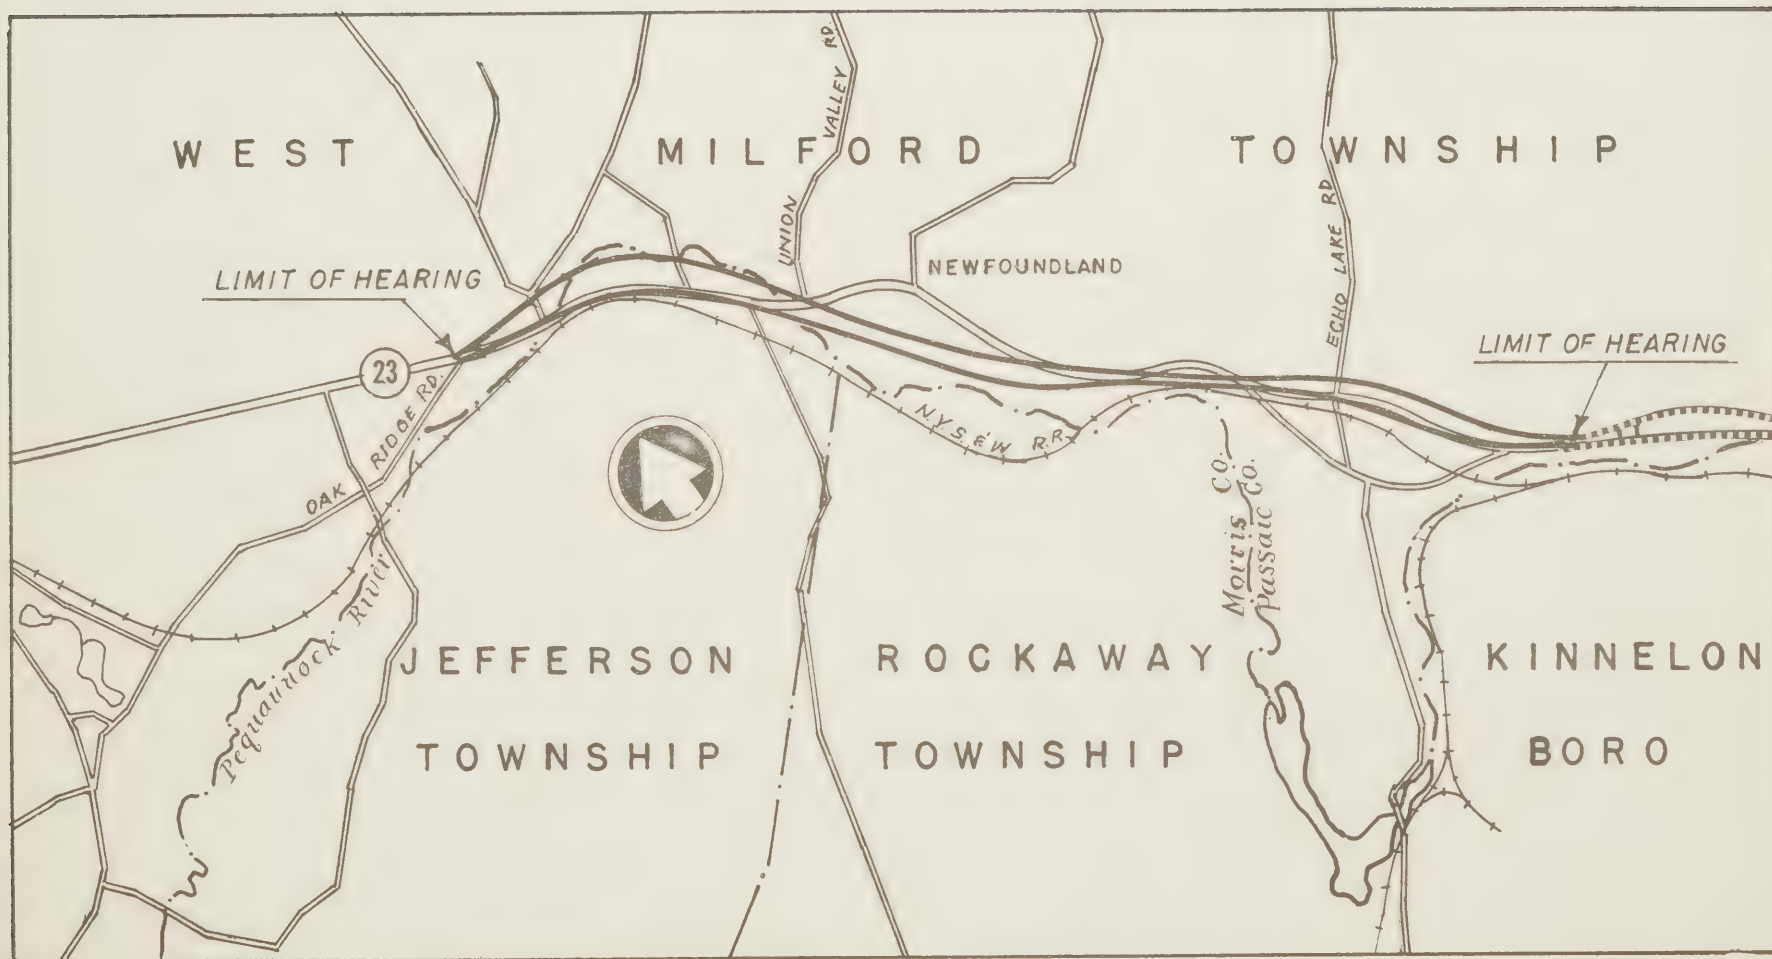 WEST MILFORD TOWNSHIP
UNION VALLEY RD.
NEWFOUNDLAND
ECHO LAKE RD
LIMIT OF HEARING
LIMIT OF HEARING
23
OAK RIDGE RD.
N.Y.S.&W R.R.
Morris CO.
Passaic CO.
Pequannock River
JEFFERSON
TOWNSHIP
ROCKAWAY
TOWNSHIP
KINNELON
BORO